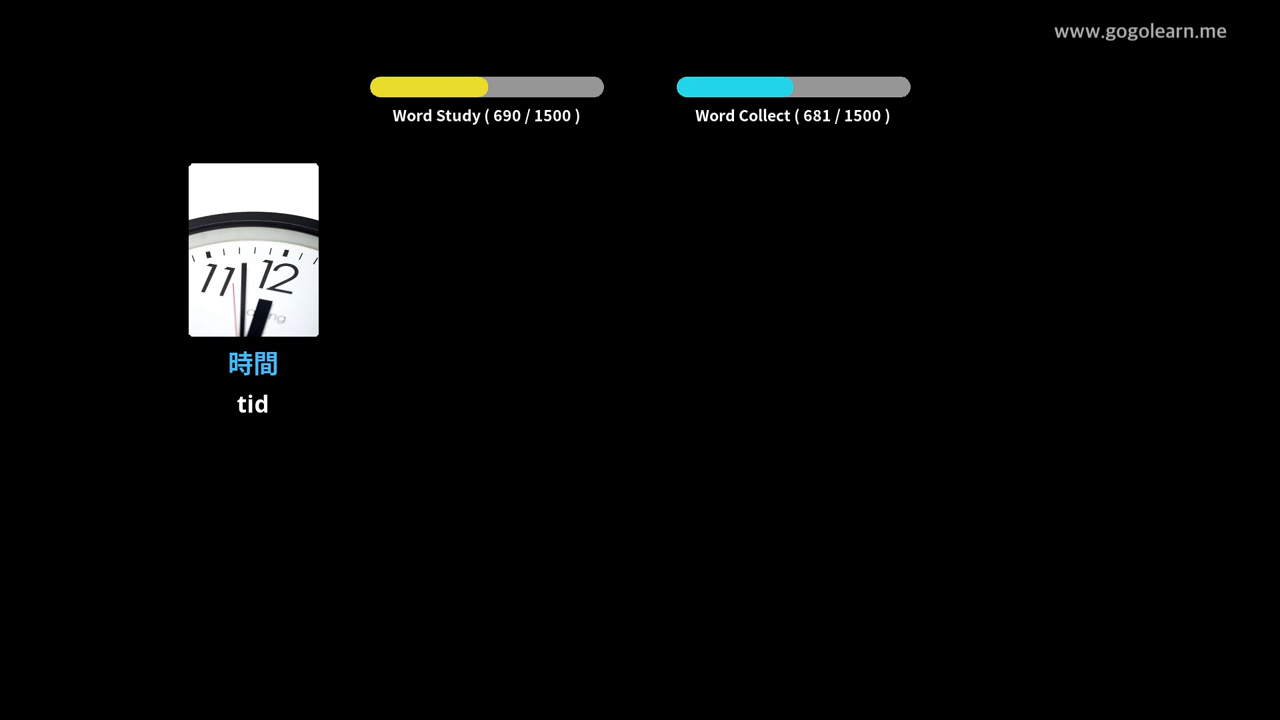 www.gogolearn.me
Word Study ( 690 / 1500 )
Word Collect ( 681 / 1500 )
11 12
時間
tid